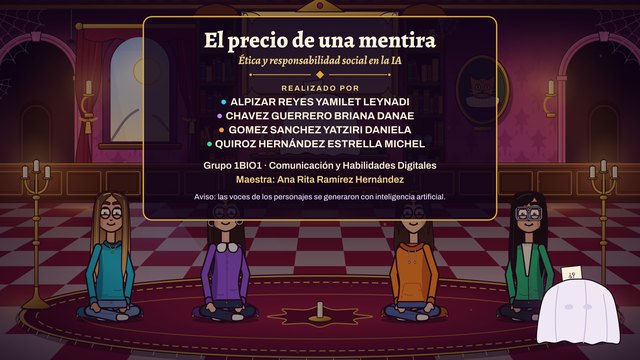 El precio de una mentira
Ética y responsabilidad social en la IA
REALIZADO POR
ALPIZAR REYES YAMILET LEYNADI
CHAVEZ GUERRERO BRIANA DANAE
GOMEZ SANCHEZ YATZIRI DANIELA
QUIROZ HERNÁNDEZ ESTRELLA MICHEL
Grupo 1BIO1 · Comunicación y Habilidades Digitales
Maestra: Ana Rita Ramírez Hernández
Aviso: las voces de los personajes se generaron con inteligencia artificial.